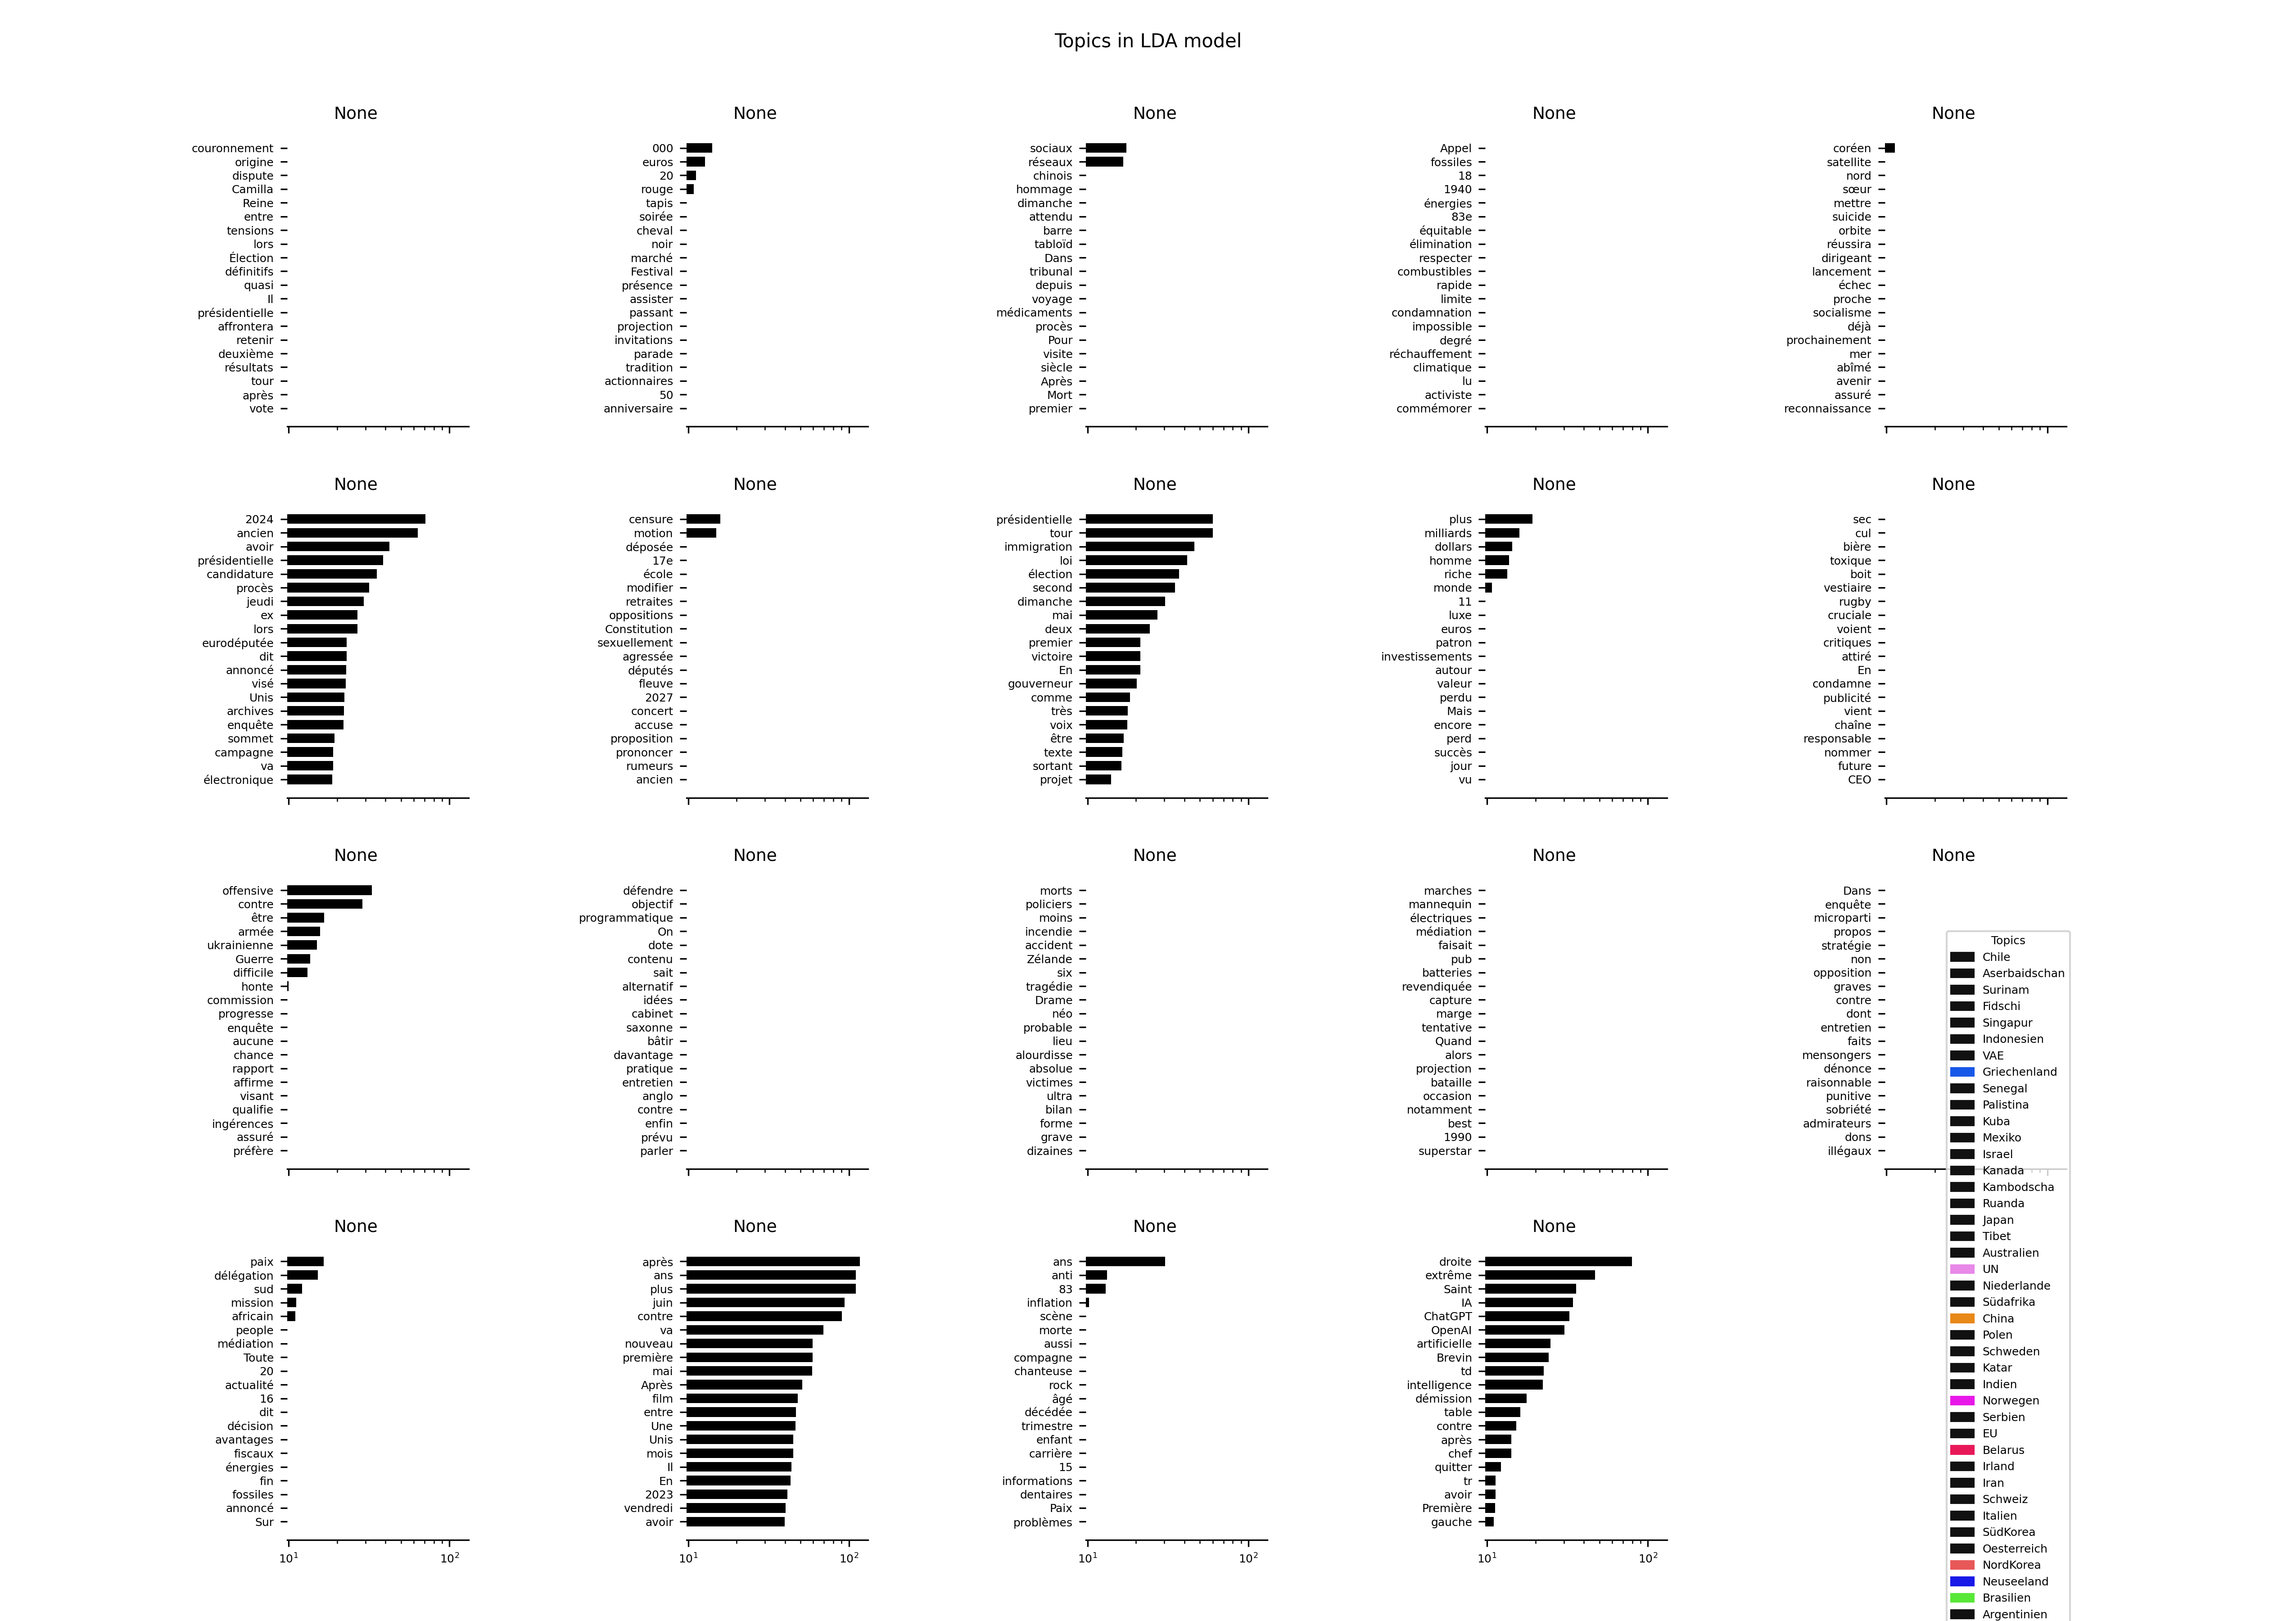 Topics in LDA model
None
couronnement
origine
dispute
Camilla
Reine
entre
tensions
lors
Élection
définitifs
quasi
Il
présidentielle
affrontera
retenir
deuxième
résultats
tour
après
vote
None
000
euros
20
rouge
tapis
soirée
cheval
noir
marché
Festival
présence
assister
passant
projection
invitations
parade
tradition
actionnaires
50
anniversaire
None
sociaux
réseaux
chinois
hommage
dimanche
attendu
barre
tabloïd
Dans
tribunal
depuis
voyage
médicaments
procès
Pour
visite
siècle
Après
Mort
premier
None
Appel
fossiles
18
1940
énergies
83e
équitable
élimination
respecter
combustibles
rapide
limite
condamnation
impossible
degré
réchauffement
climatique
lu
activiste
commémorer
None
coréen
satellite
nord
sœur
mettre
suicide
orbite
réussira
dirigeant
lancement
échec
proche
socialisme
déjà
prochainement
mer
abîmé
avenir
assuré
reconnaissance
None
2024
ancien
avoir
présidentielle
candidature
procès
jeudi
ex
lors
eurodéputée
dit
annoncé
visé
Unis
archives
enquête
sommet
campagne
va
électronique
None
censure
motion
déposée
17e
école
modifier
retraites
oppositions
Constitution
sexuellement
agressée
députés
fleuve
2027
concert
accuse
proposition
prononcer
rumeurs
ancien
None
présidentielle
tour
immigration
loi
élection
second
dimanche
mai
deux
premier
victoire
En
gouverneur
comme
très
voix
être
texte
sortant
projet
None
plus
milliards
dollars
homme
riche
monde
11
luxe
euros
patron
investissements
autour
valeur
perdu
Mais
encore
perd
succès
jour
vu
None
sec
cul
bière
toxique
boit
vestiaire
rugby
cruciale
voient
critiques
attiré
En
condamne
publicité
vient
chaîne
responsable
nommer
future
CEO
None
offensive
contre
être
armée
ukrainienne
Guerre
difficile
honte
commission
progresse
enquête
aucune
chance
rapport
affirme
visant
qualifie
ingérences
assuré
préfère
None
défendre
objectif
programmatique
On
dote
contenu
sait
alternatif
idées
cabinet
saxonne
bâtir
davantage
pratique
entretien
anglo
contre
enfin
prévu
parler
None
morts
policiers
moins
incendie
accident
Zélande
six
tragédie
Drame
néo
probable
lieu
alourdisse
absolue
victimes
ultra
bilan
forme
grave
dizaines
None
marches
mannequin
électriques
médiation
faisait
pub
batteries
revendiquée
capture
marge
tentative
Quand
alors
projection
bataille
occasion
notamment
best
1990
superstar
None
Dans
enquête
microparti
propos
stratégie
non
opposition
graves
contre
dont
entretien
faits
mensongers
dénonce
raisonnable
punitive
sobriété
admirateurs
dons
illégaux
None
paix
délégation
sud
mission
africain
people
médiation
Toute
20
actualité
16
dit
décision
avantages
fiscaux
énergies
fin
fossiles
annoncé
Sur
10¹ 10²
None
après
ans
plus
juin
contre
va
nouveau
première
mai
Après
film
entre
Une
Unis
mois
Il
En
2023
vendredi
avoir
10¹ 10²
None
ans
anti
83
inflation
scène
morte
aussi
compagne
chanteuse
rock
âgé
décédée
trimestre
enfant
carrière
15
informations
dentaires
Paix
problèmes
10¹ 10²
None
droite
extrême
Saint
IA
ChatGPT
OpenAI
artificielle
Brevin
td
intelligence
démission
table
contre
après
chef
quitter
tr
avoir
Première
gauche
10¹ 10²
Topics
Chile
Aserbaidschan
Surinam
Fidschi
Singapur
Indonesien
VAE
Griechenland
Senegal
Palistina
Kuba
Mexiko
Israel
Kanada
Kambodscha
Ruanda
Japan
Tibet
Australien
UN
Niederlande
Südafrika
China
Polen
Schweden
Katar
Indien
Norwegen
Serbien
EU
Belarus
Irland
Iran
Schweiz
Italien
SüdKorea
Oesterreich
NordKorea
Neuseeland
Brasilien
Argentinien